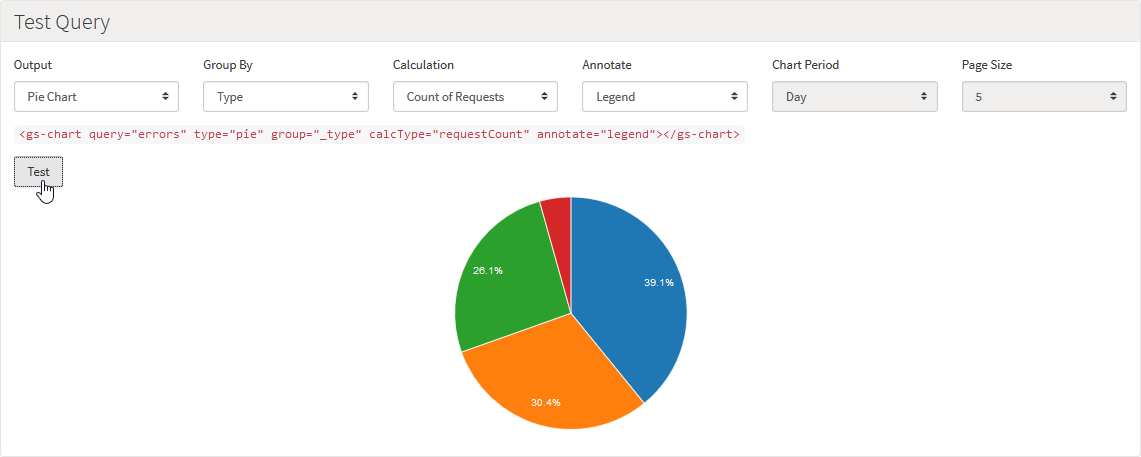 Test Query
Output Group By Calculation Annotate Chart Period Page Size
Pie Chart Type Count of Requests Legend Day 5
<gs-chart query="errors" type="pie" group="_type" calcType="requestCount" annotate="legend"></gs-chart>
Test
26.1%
39.1%
30.4%